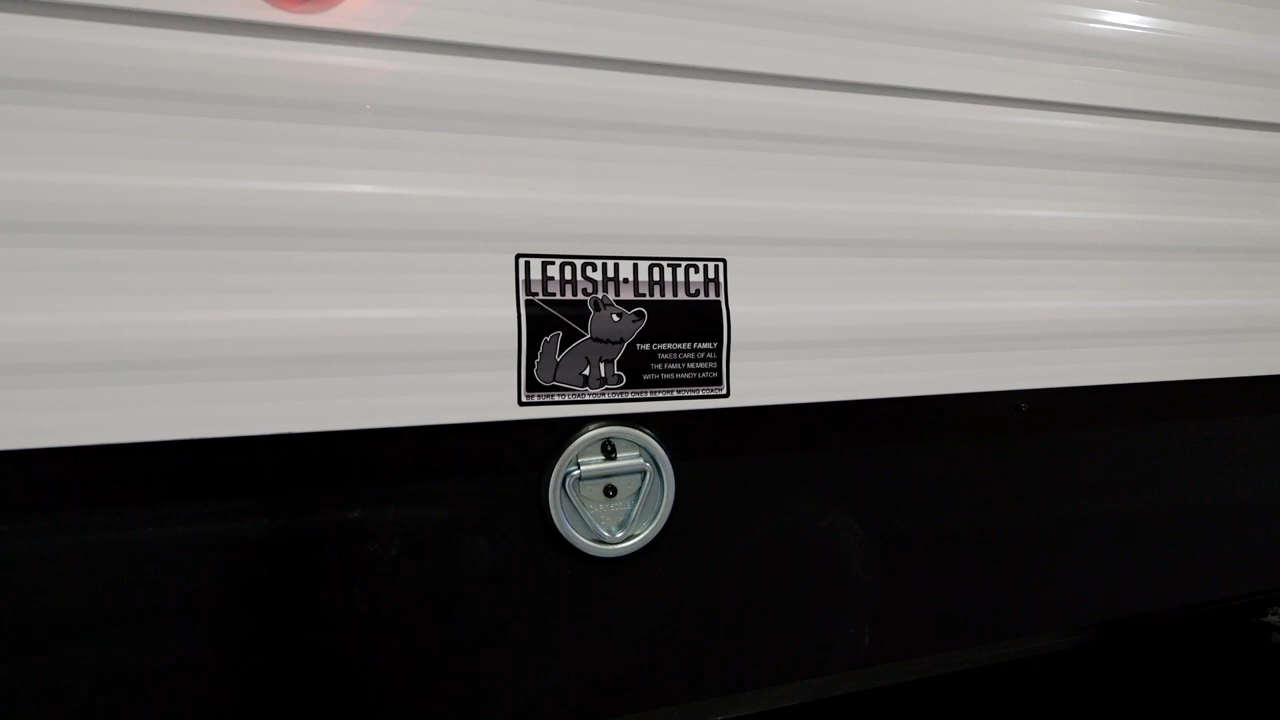 LEASH·LATCH
THE CHEROKEE FAMILY
TAKES CARE OF ALL
THE FAMILY MEMBERS
WITH THIS HANDY LATCH
BE SURE TO LOAD YOUR LOVED ONES BEFORE MOVING COACH